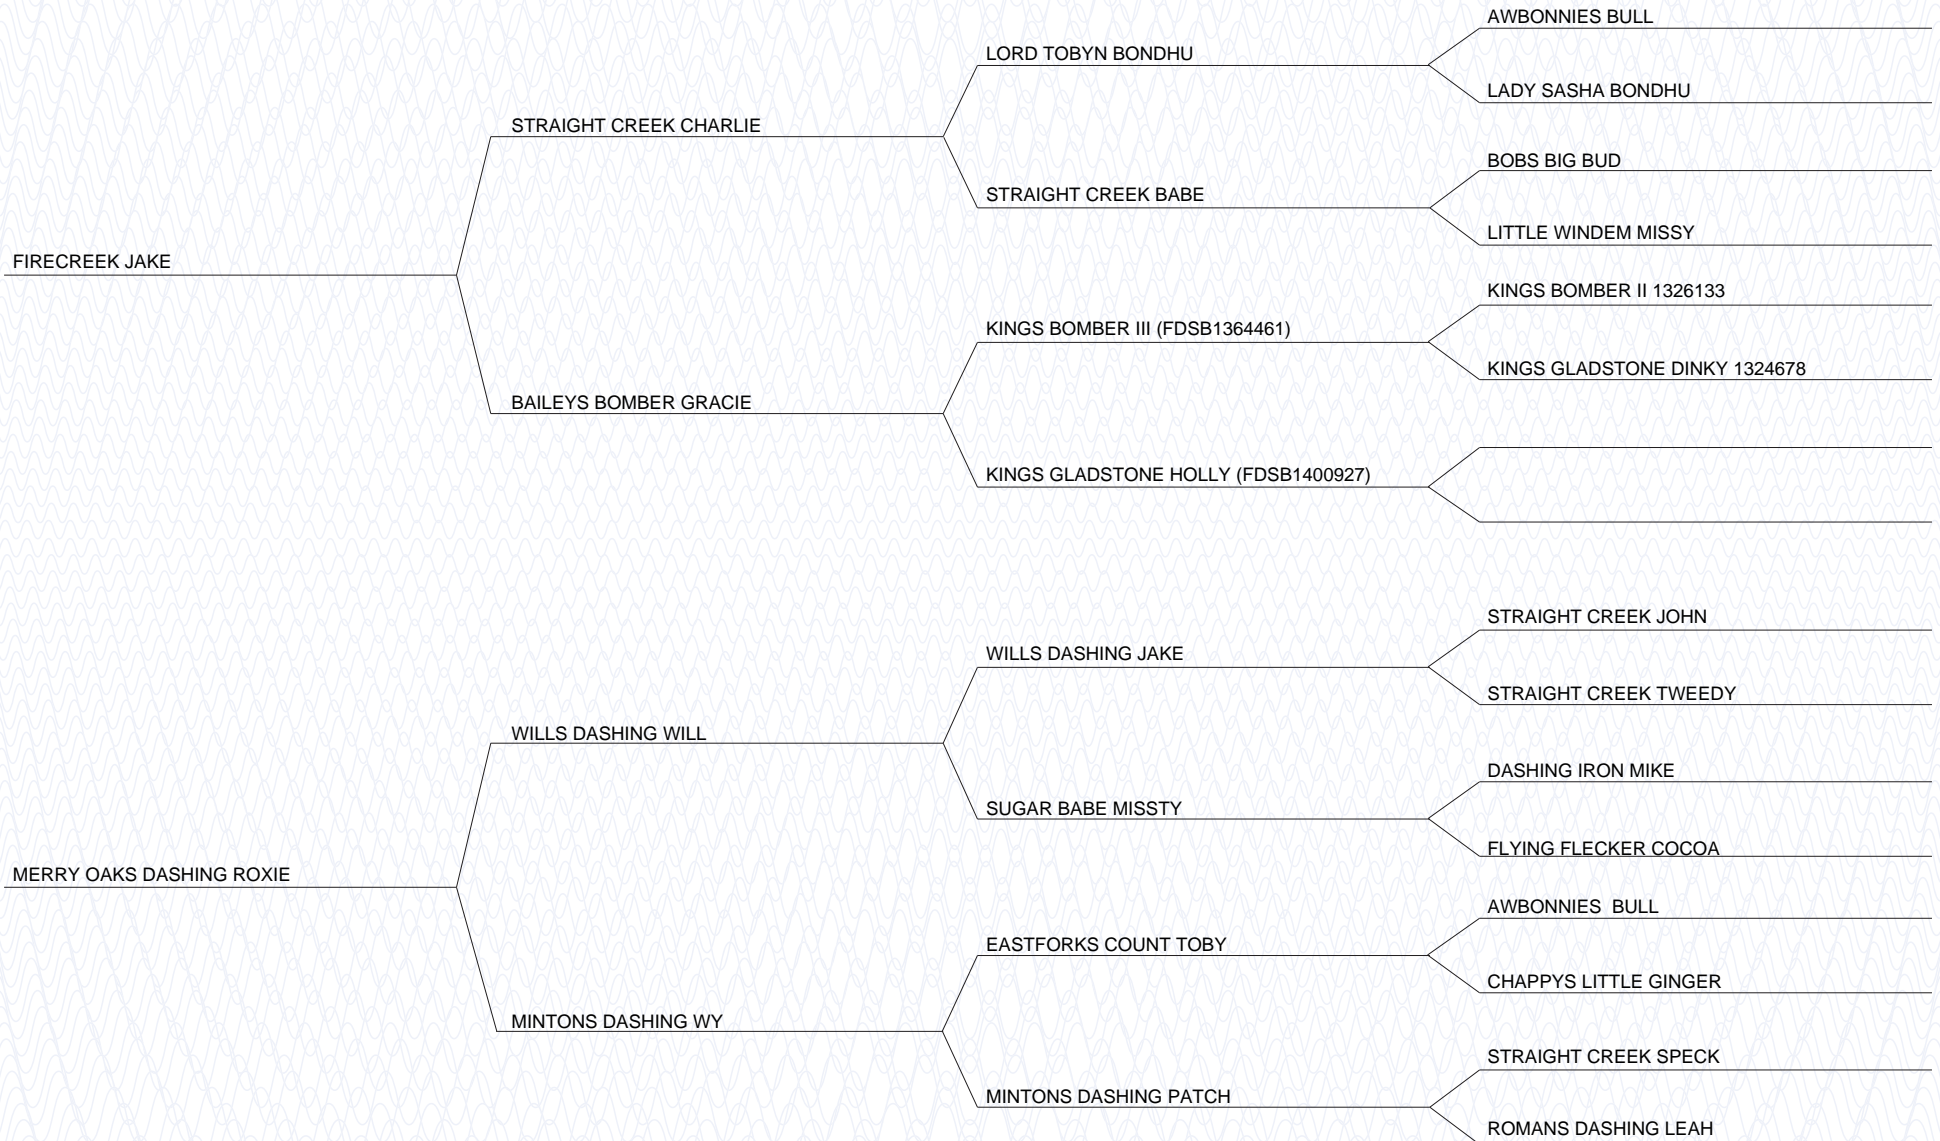 AWBONNIES BULL
LORD TOBYN BONDHU
LADY SASHA BONDHU
STRAIGHT CREEK CHARLIE
BOBS BIG BUD
STRAIGHT CREEK BABE
LITTLE WINDEM MISSY
FIRECREEK JAKE
KINGS BOMBER II 1326133
KINGS BOMBER III (FDSB1364461)
KINGS GLADSTONE DINKY 1324678
BAILEYS BOMBER GRACIE
KINGS GLADSTONE HOLLY (FDSB1400927)
STRAIGHT CREEK JOHN
WILLS DASHING JAKE
STRAIGHT CREEK TWEEDY
WILLS DASHING WILL
DASHING IRON MIKE
SUGAR BABE MISSTY
FLYING FLECKER COCOA
MERRY OAKS DASHING ROXIE
AWBONNIES  BULL
EASTFORKS COUNT TOBY
CHAPPYS LITTLE GINGER
MINTONS DASHING WY
STRAIGHT CREEK SPECK
MINTONS DASHING PATCH
ROMANS DASHING LEAH